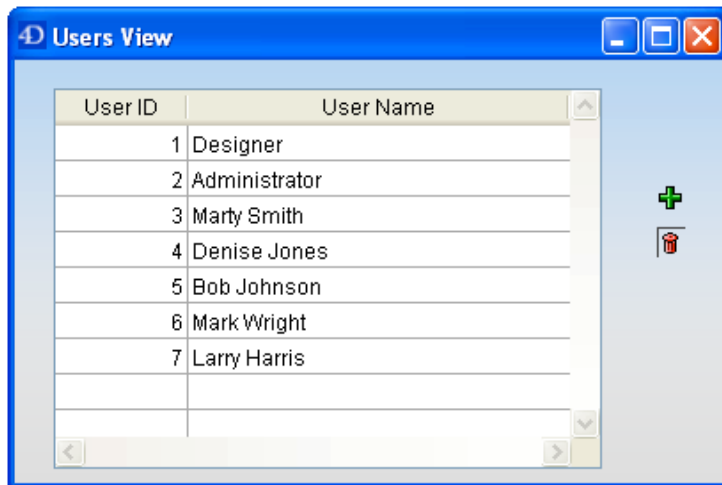 4D Users View
User ID User Name
1 Designer
2 Administrator
3 Marty Smith
4 Denise Jones
5 Bob Johnson
6 Mark Wright
7 Larry Harris